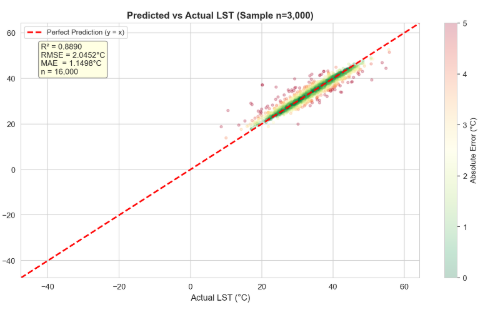 Predicted vs Actual LST (Sample n=3,000)
Perfect Prediction (y = x)
R² = 0.8890
RMSE = 2.0452°C
MAE = 1.1498°C
n = 16,000
60
40
20
0
−20
−40
−40
−20
0
20
40
60
Actual LST (°C)
5
4
3
2
1
0
Absolute Error (°C)